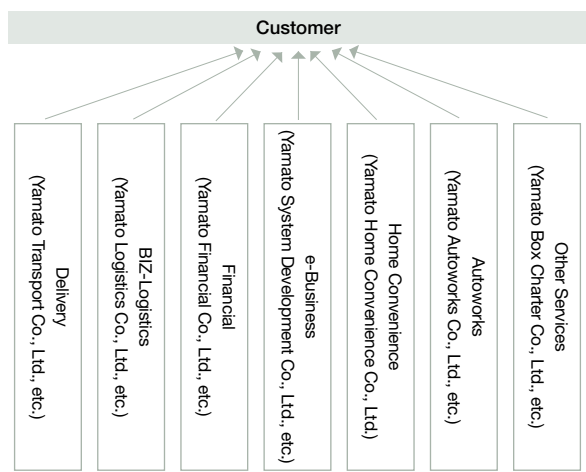 Customer
Delivery
(Yamato Transport Co., Ltd., etc.)
BIZ-Logistics
(Yamato Logistics Co., Ltd., etc.)
Financial
(Yamato Financial Co., Ltd., etc.)
e-Business
(Yamato System Development Co., Ltd., etc.)
Home Convenience
(Yamato Home Convenience Co., Ltd.)
Autoworks
(Yamato Autoworks Co., Ltd., etc.)
Other Services
(Yamato Box Charter Co., Ltd., etc.)